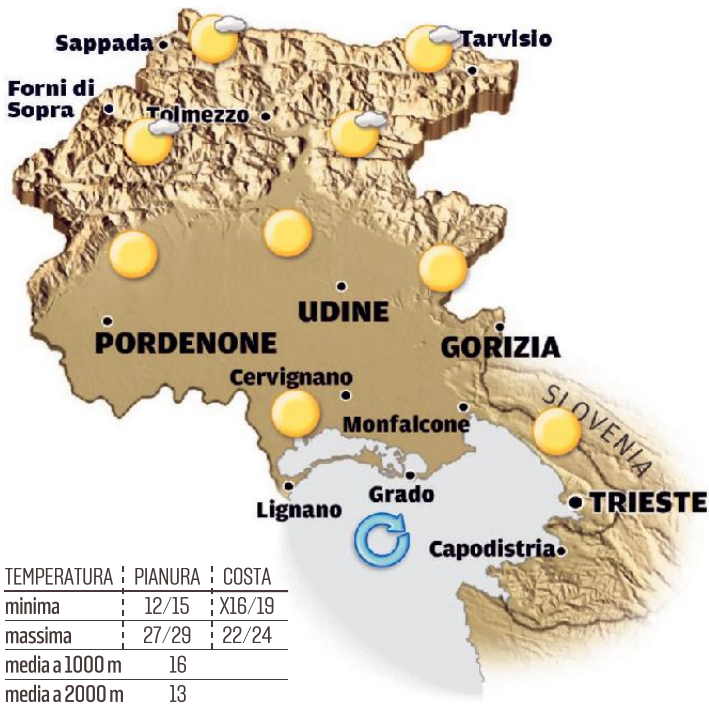 Sappada
Tarvisio
Forni di
Sopra
Tolmezzo
UDINE
PORDENONE
GORIZIA
Cervignano
SLOVENIA
Monfalcone
Lignano
Grado
TRIESTE
Capodistria
TEMPERATURA PIANURA COSTA
minima 12/15 X16/19
massima 27/29 22/24
media a 1000 m 16
media a 2000 m 13